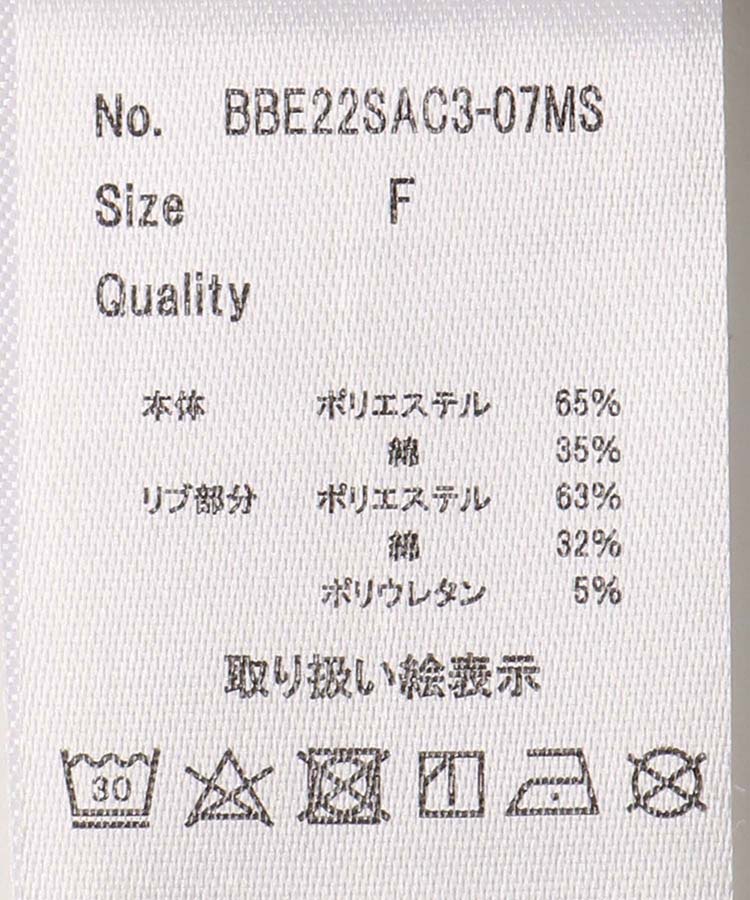 No. BBE22SAC3-07MS
Size F
Quality
本体 ポリエステル 65%
綿 35%
リブ部分 ポリエステル 63%
綿 32%
ポリウレタン 5%
取り扱い絵表示
30